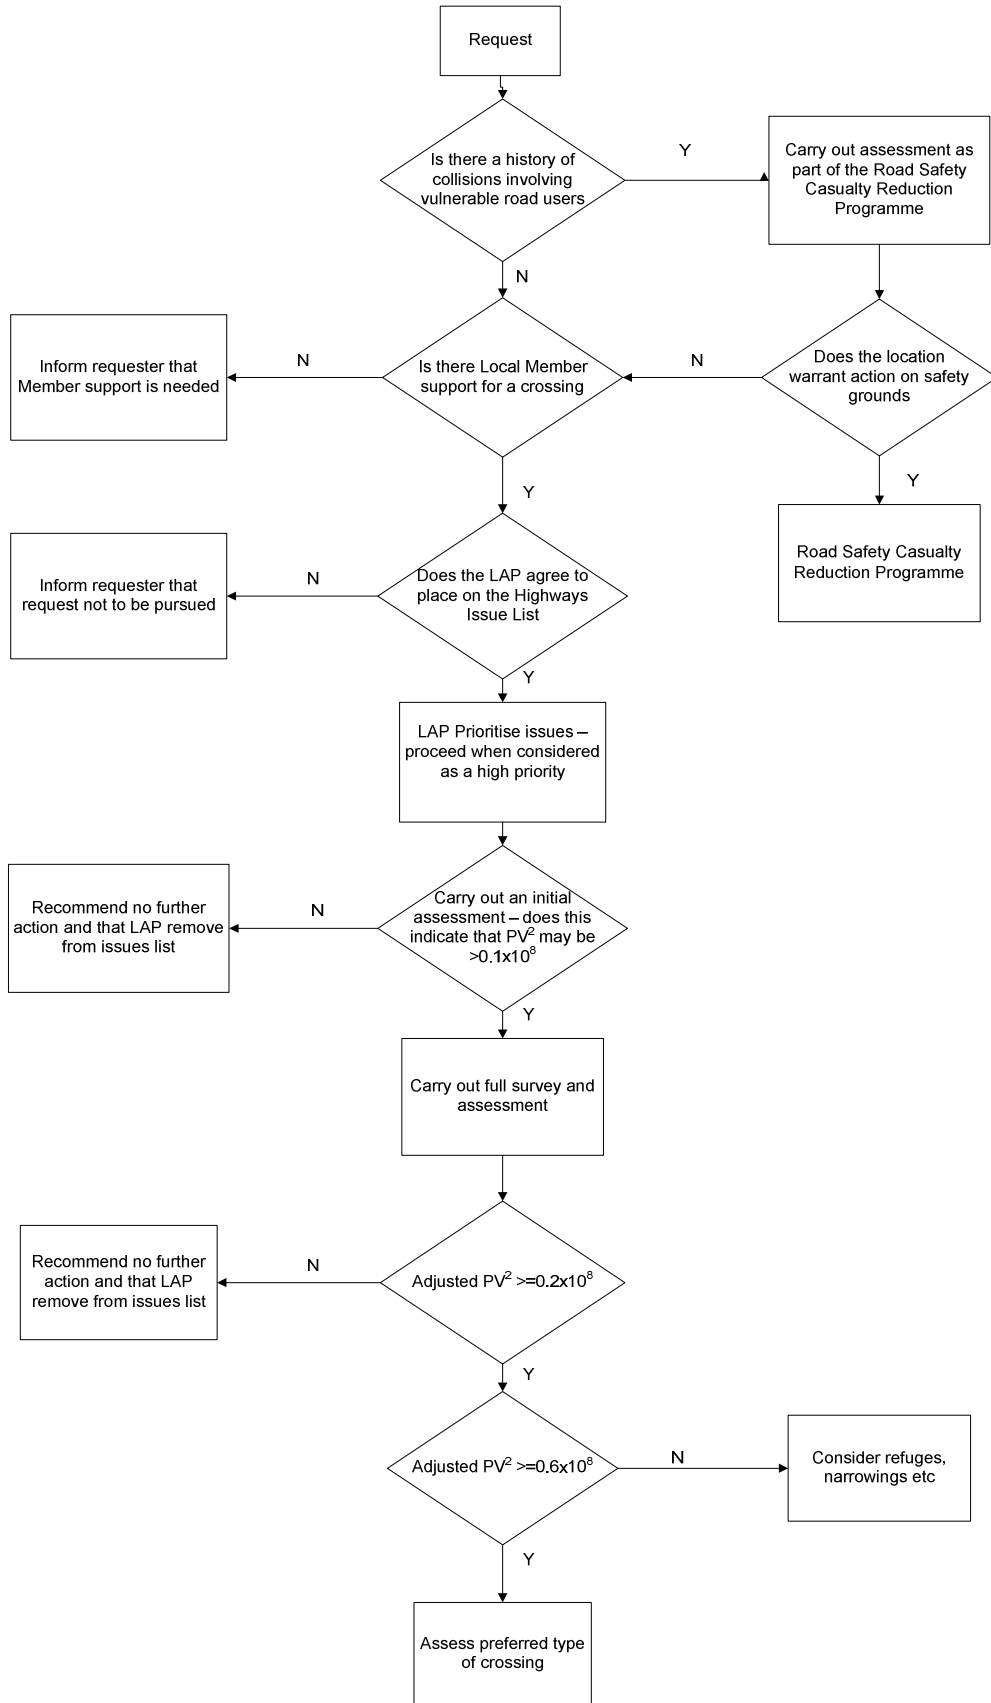 Request
Is there a history of
collisions involving
vulnerable road users
Y
Carry out assessment as
part of the Road Safety
Casualty Reduction
Programme
N
Inform requester that
Member support is needed
N
Is there Local Member
support for a crossing
N
Does the location
warrant action on safety
grounds
Y
Y
Road Safety Casualty
Reduction Programme
Inform requester that
request not to be pursued
N
Does the LAP agree to
place on the Highways
Issue List
Y
LAP Prioritise issues –
proceed when considered
as a high priority
Recommend no further
action and that LAP remove
from issues list
N
Carry out an initial
assessment – does this
indicate that PV² may be
>0.1x10⁸
Y
Carry out full survey and
assessment
Recommend no further
action and that LAP
remove from issues list
N
Adjusted PV² >=0.2x10⁸
Y
Adjusted PV² >=0.6x10⁸
N
Consider refuges,
narrowings etc
Y
Assess preferred type
of crossing